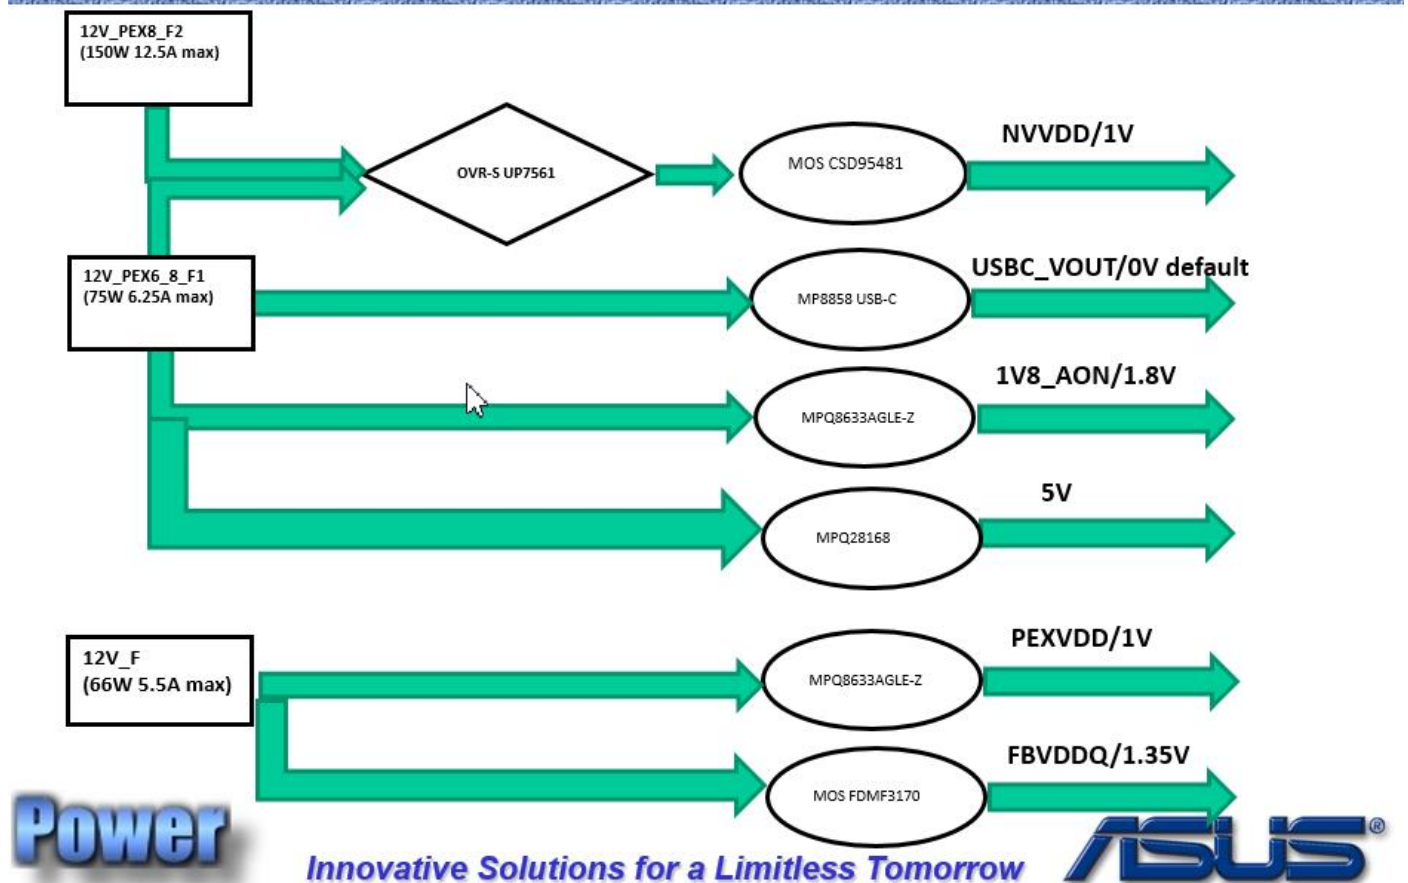 12V_PEX8_F2
(150W 12.5A max)
OVR-S UP7561
MOS CSD95481
NVVDD/1V
12V_PEX6_8_F1
(75W 6.25A max)
MP8858 USB-C
USBC_VOUT/0V default
MPQ8633AGLE-Z
1V8_AON/1.8V
MPQ28168
5V
12V_F
(66W 5.5A max)
MPQ8633AGLE-Z
PEXVDD/1V
MOS FDMF3170
FBVDDQ/1.35V
Power
Innovative Solutions for a Limitless Tomorrow
ASUS®